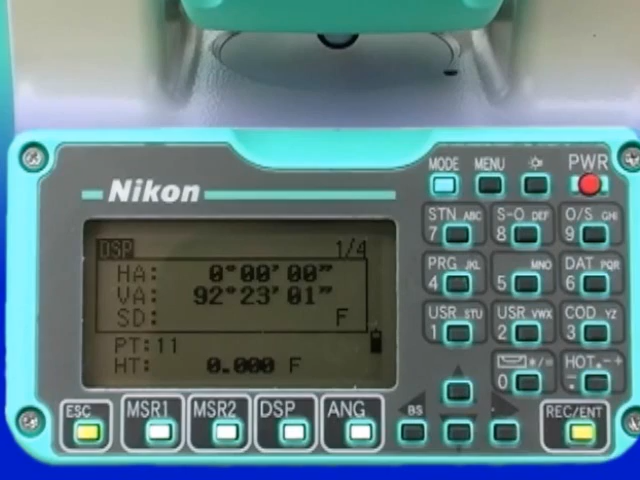 Nikon
MODE MENU PWR
STN ABC S-O DEF O/S GHI
7 8 9
PRG JKL MNO DAT PQR
4 5 6
USR STU USR VWX COD YZ
1 2 3
*/= HOT .-+
0 -.
DSP 1/4
HA: 0°00'00"
VA: 92°23'01"
SD: F
PT:11
HT: 0.000 F
BS
ESC MSR1 MSR2 DSP ANG REC/ENT